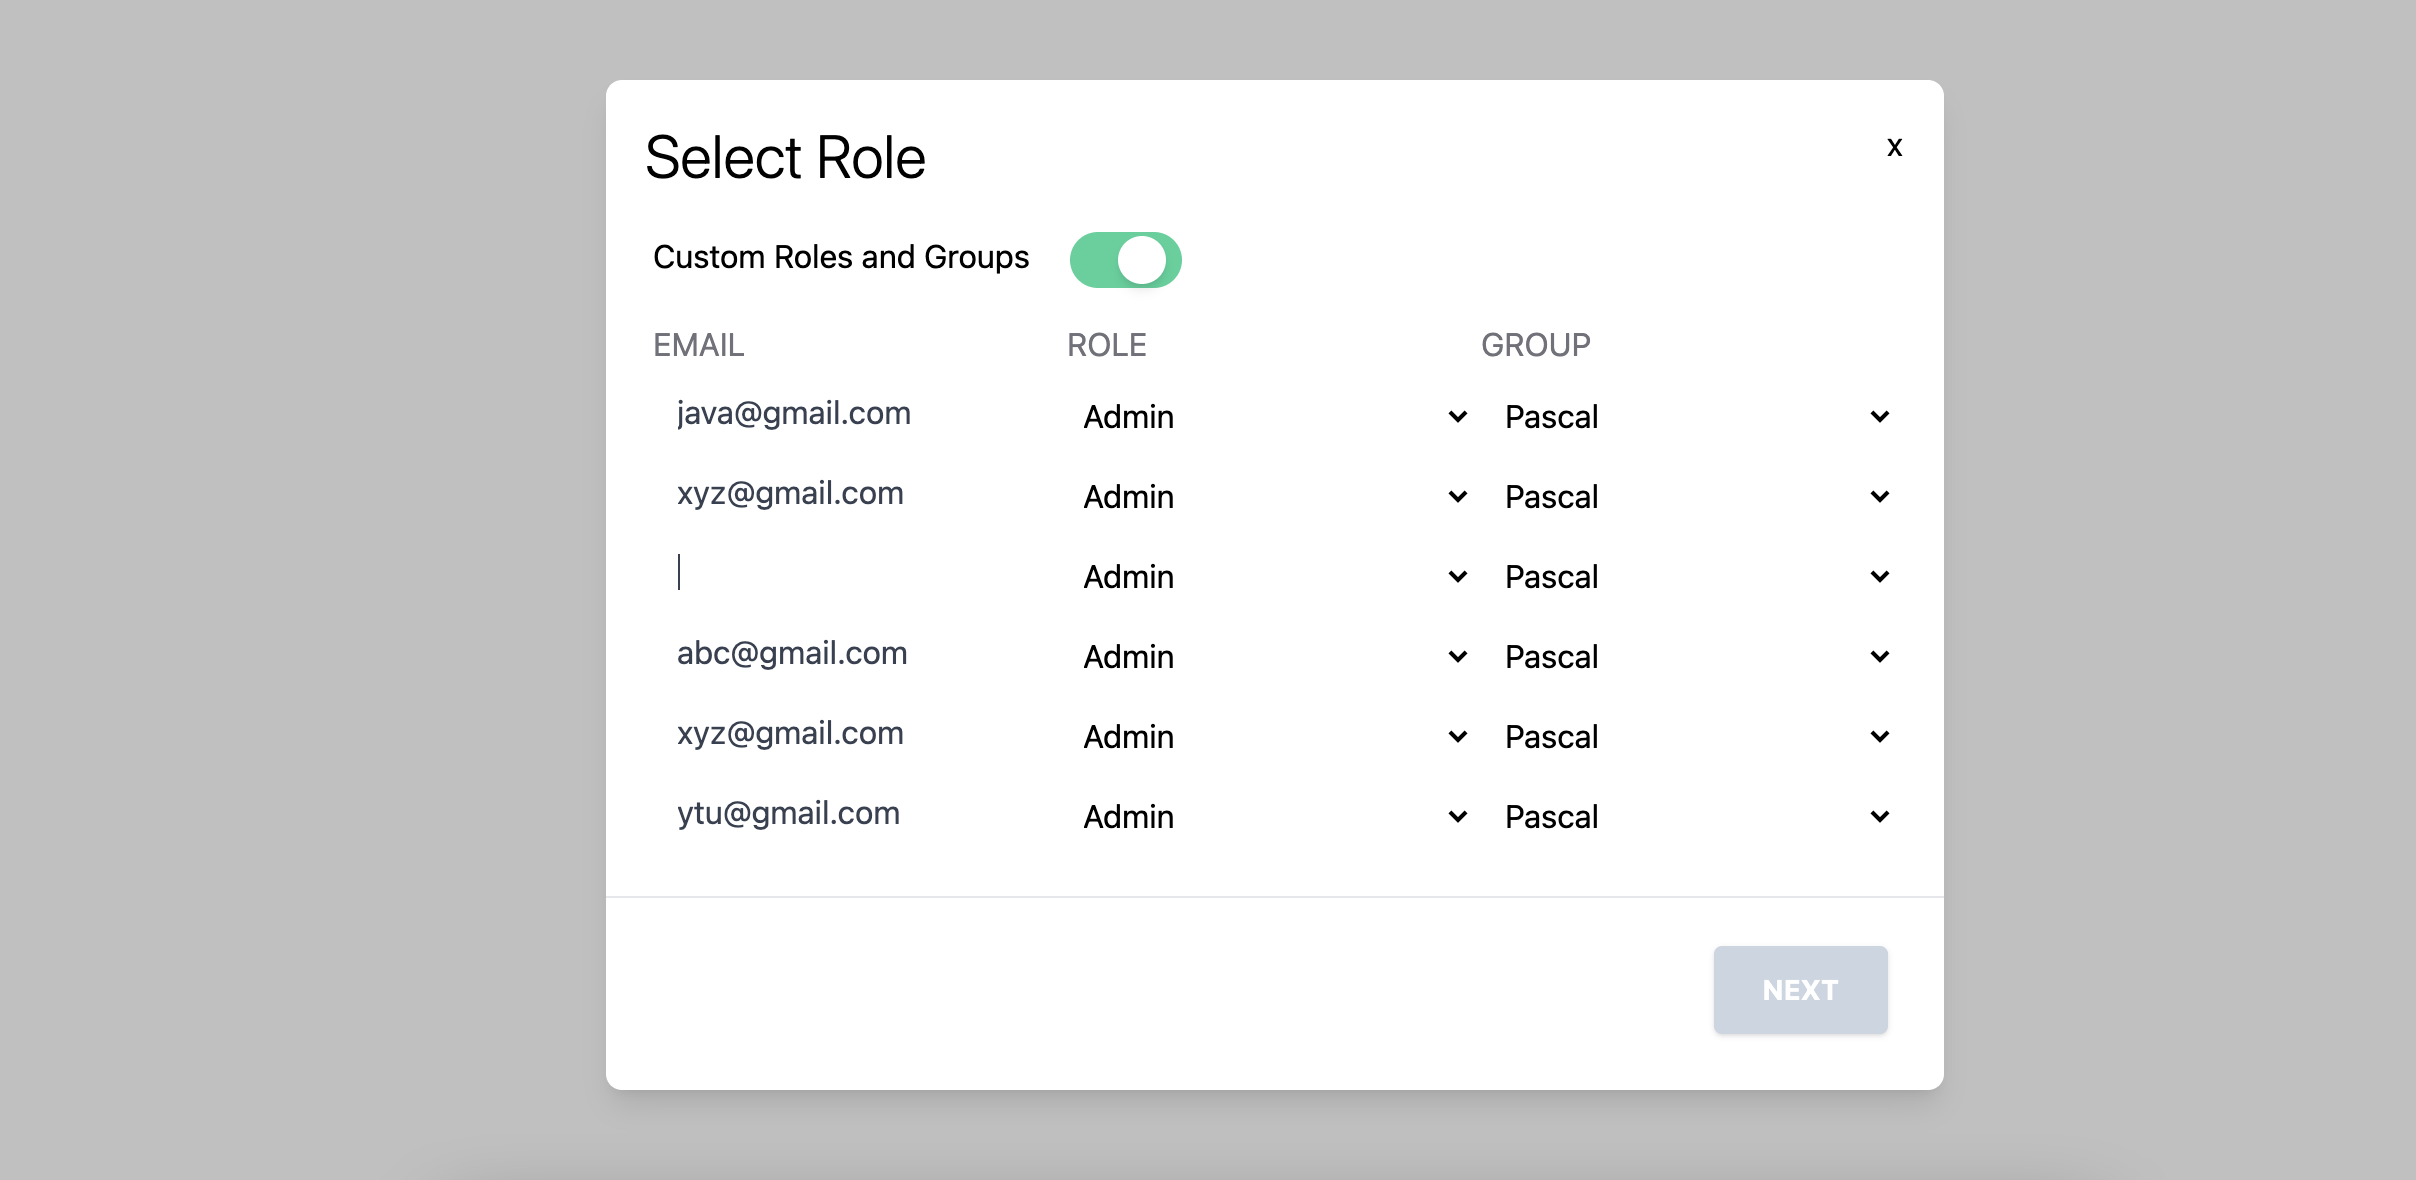 Select Role
x
Custom Roles and Groups
EMAIL ROLE GROUP
java@gmail.com Admin Pascal
xyz@gmail.com Admin Pascal
Admin Pascal
abc@gmail.com Admin Pascal
xyz@gmail.com Admin Pascal
ytu@gmail.com Admin Pascal
NEXT